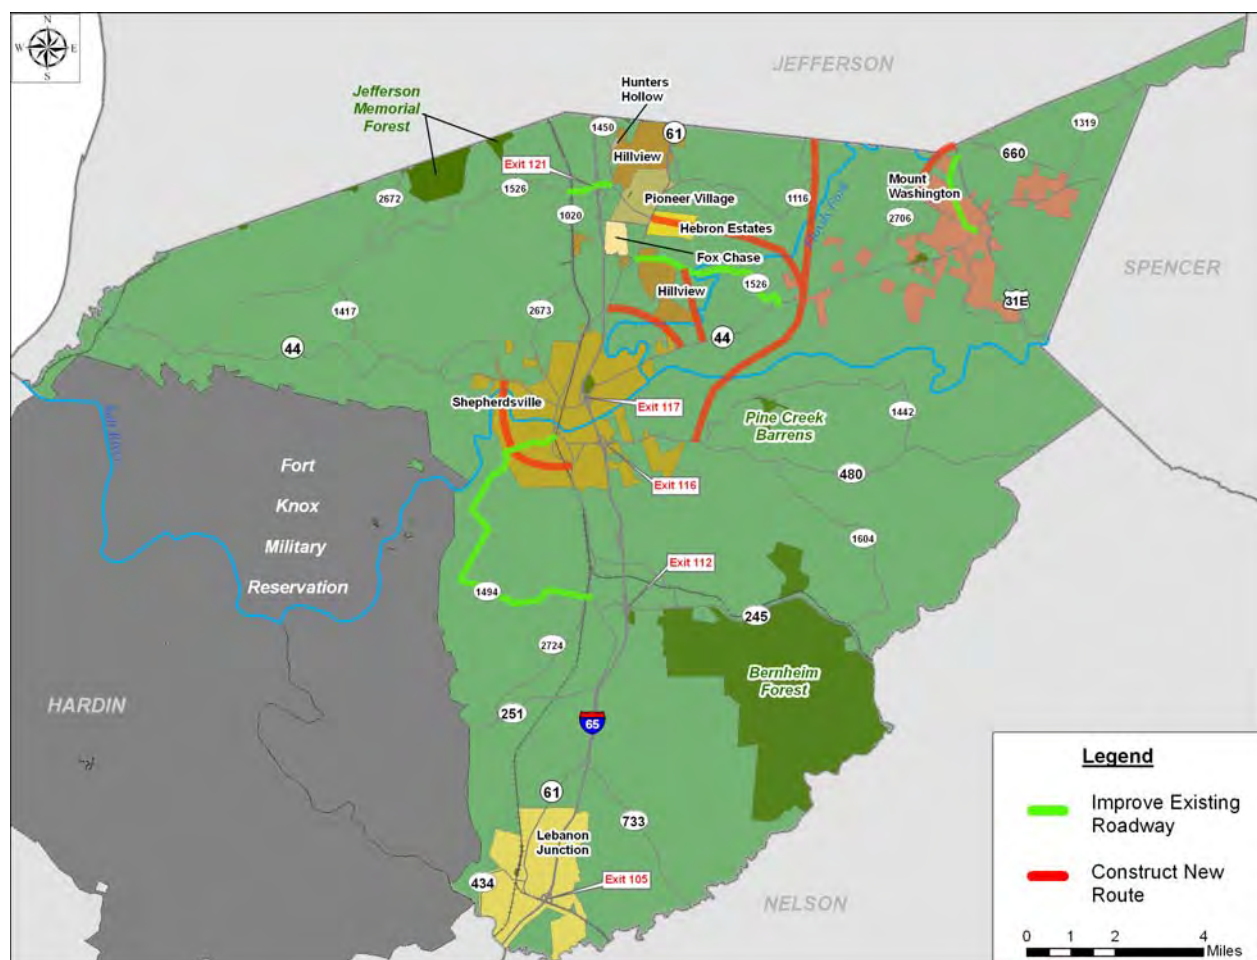 N
W
E
S
JEFFERSON
Hunters
Hollow
Jefferson
Memorial
Forest
1319
1450
61
660
Hillview
Exit 121
Mount
Washington
2672
1526
Pioneer Village
1116
1020
2706
Hebron Estates
Fox Chase
SPENCER
Hillview
1526
31E
1417
2673
44
44
Shepherdsville
Exit 117
1442
Pine Creek
Barrens
Fort
Knox
Military
Reservation
480
Exit 116
1604
Exit 112
1494
245
2724
Bernheim
Forest
HARDIN
251
65
Legend
61
Improve Existing
Roadway
733
Lebanon
Junction
Construct New
Route
434
Exit 105
NELSON
0 1 2 4
Miles